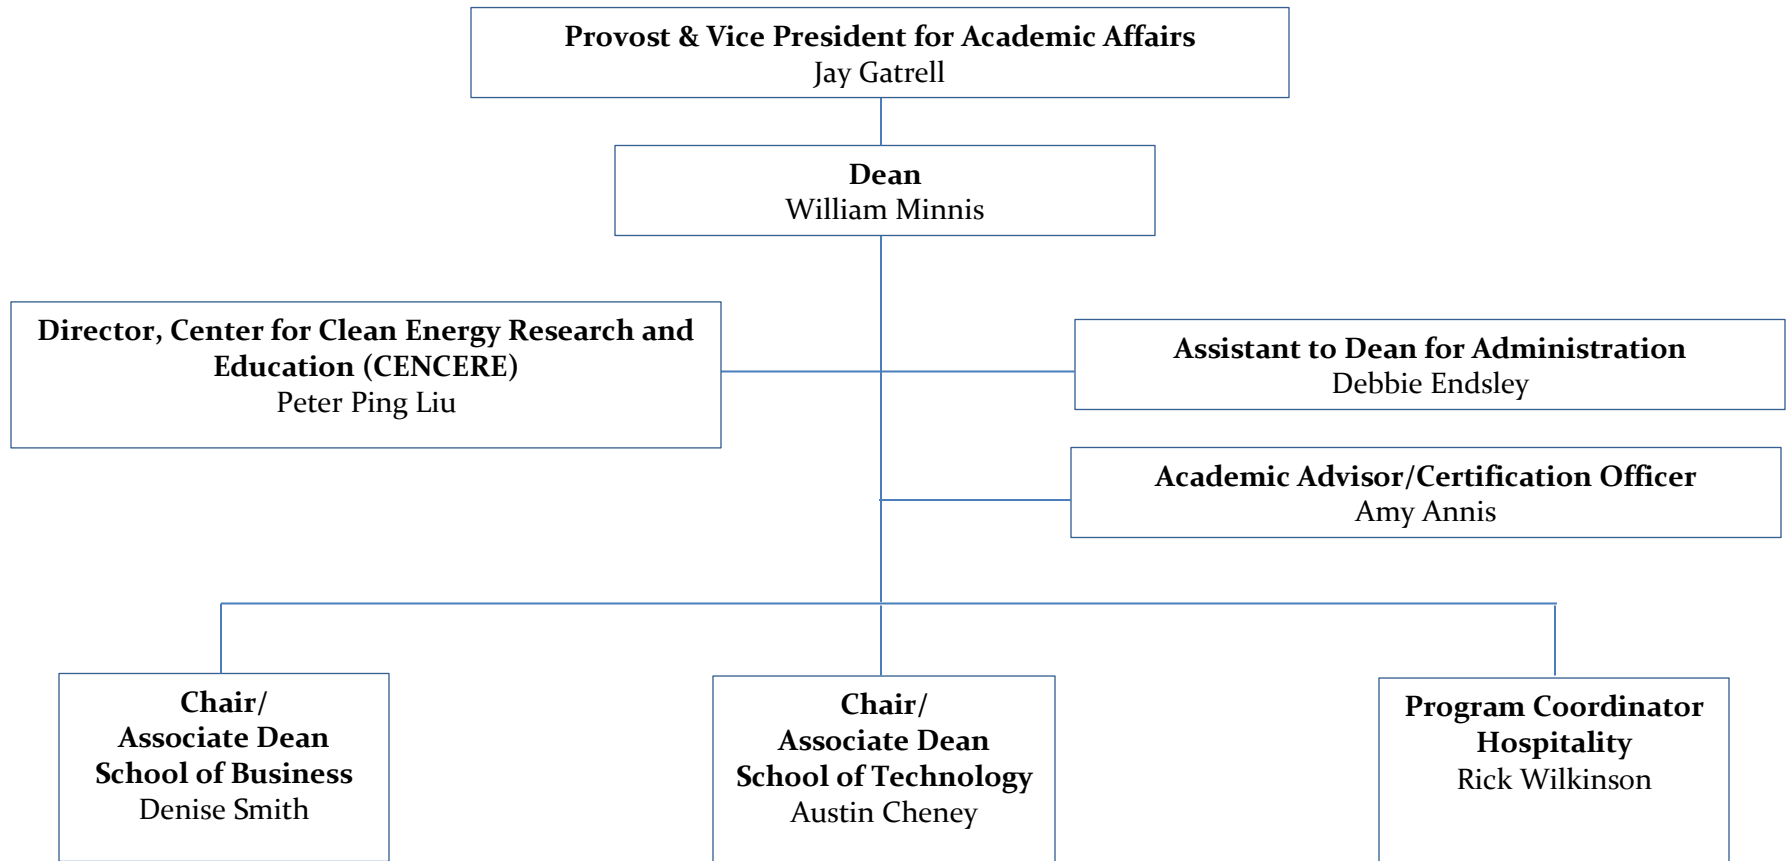 Provost & Vice President for Academic Affairs
Jay Gatrell
Dean
William Minnis
Director, Center for Clean Energy Research and
Education (CENCERE)
Peter Ping Liu
Assistant to Dean for Administration
Debbie Endsley
Academic Advisor/Certification Officer
Amy Annis
Chair/
Associate Dean
School of Business
Denise Smith
Chair/
Associate Dean
School of Technology
Austin Cheney
Program Coordinator
Hospitality
Rick Wilkinson